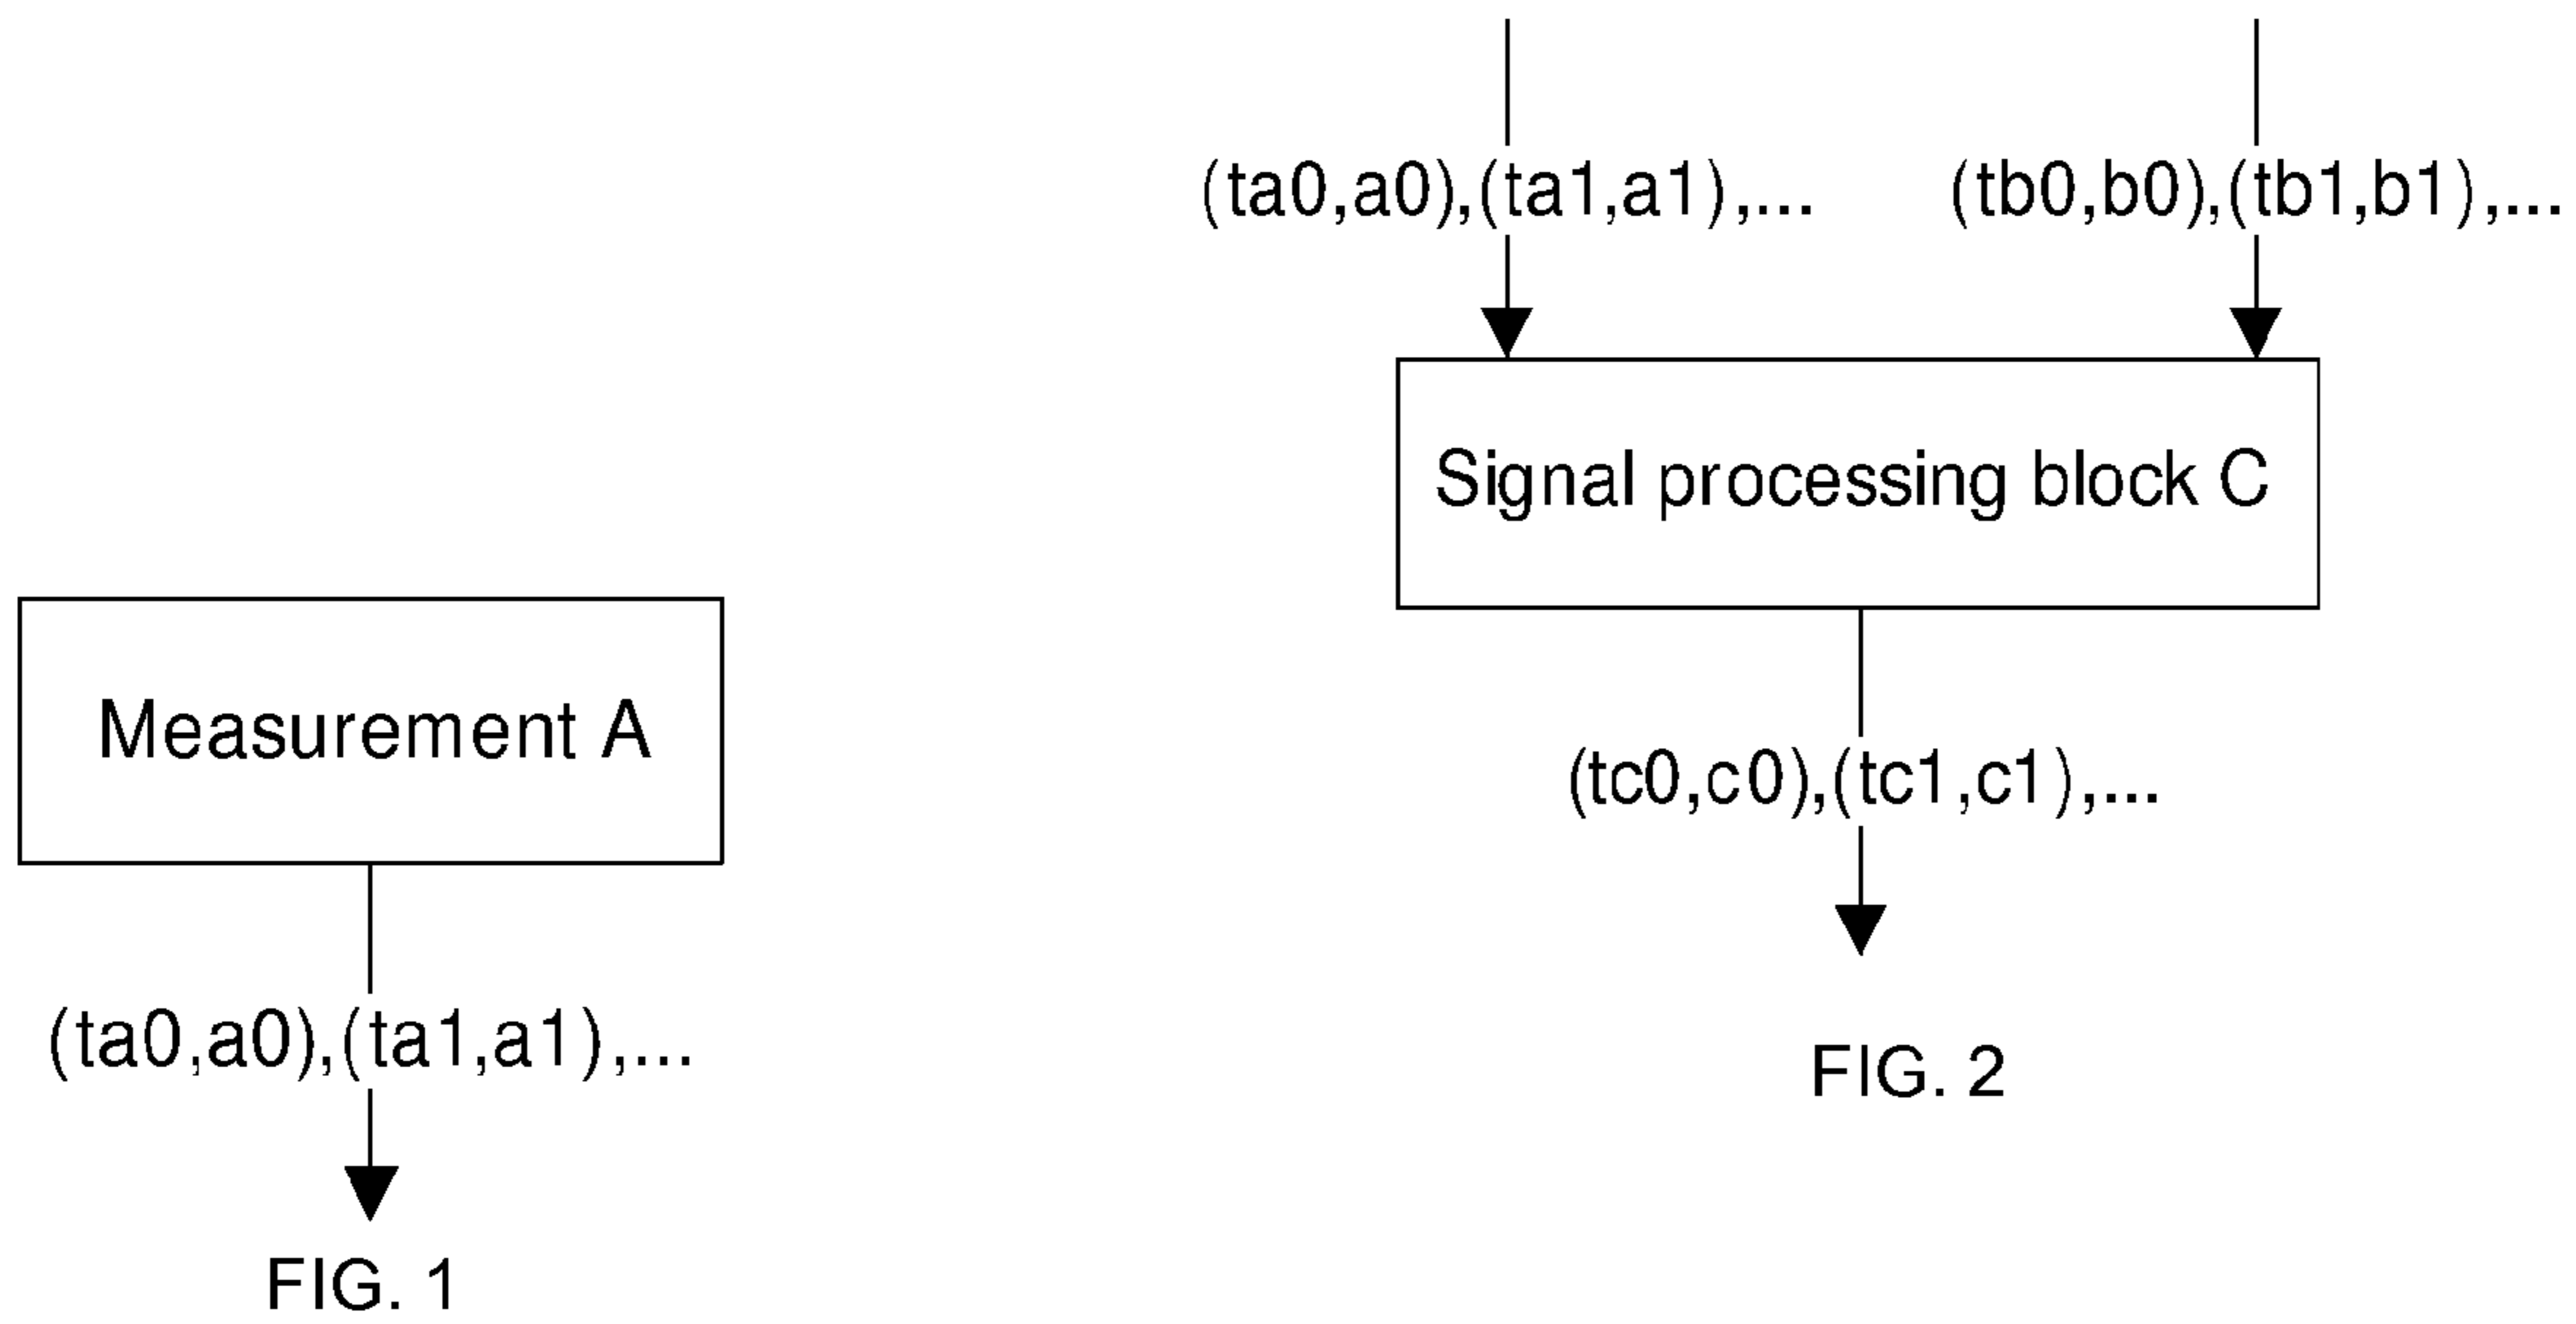 Measurement A
(ta0,a0),(ta1,a1),...
FIG. 1
(ta0,a0),(ta1,a1),...
(tb0,b0),(tb1,b1),...
Signal processing block C
(tc0,c0),(tc1,c1),...
FIG. 2